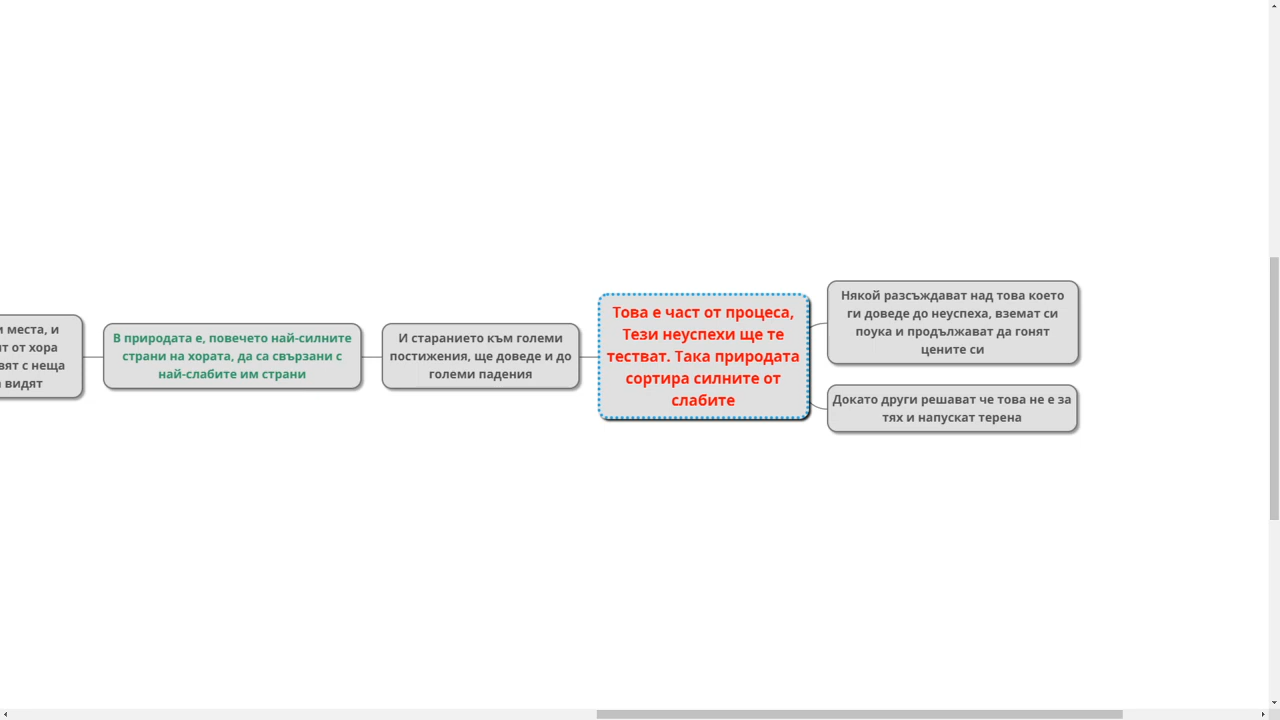 и места, и
от хора
с неща
видят
В природата е, повечето най-силните
страни на хората, да са свързани с
най-слабите им страни
И старанието към големи
постижения, ще доведе и до
големи падения
Това е част от процеса,
Тези неуспехи ще те
тестват. Така природата
сортира силните от
слабите
Някой разсъждават над това което
ги доведе до неуспеха, вземат си
поука и продължават да гонят
цените си
Докато други решават че това не е за
тях и напускат терена